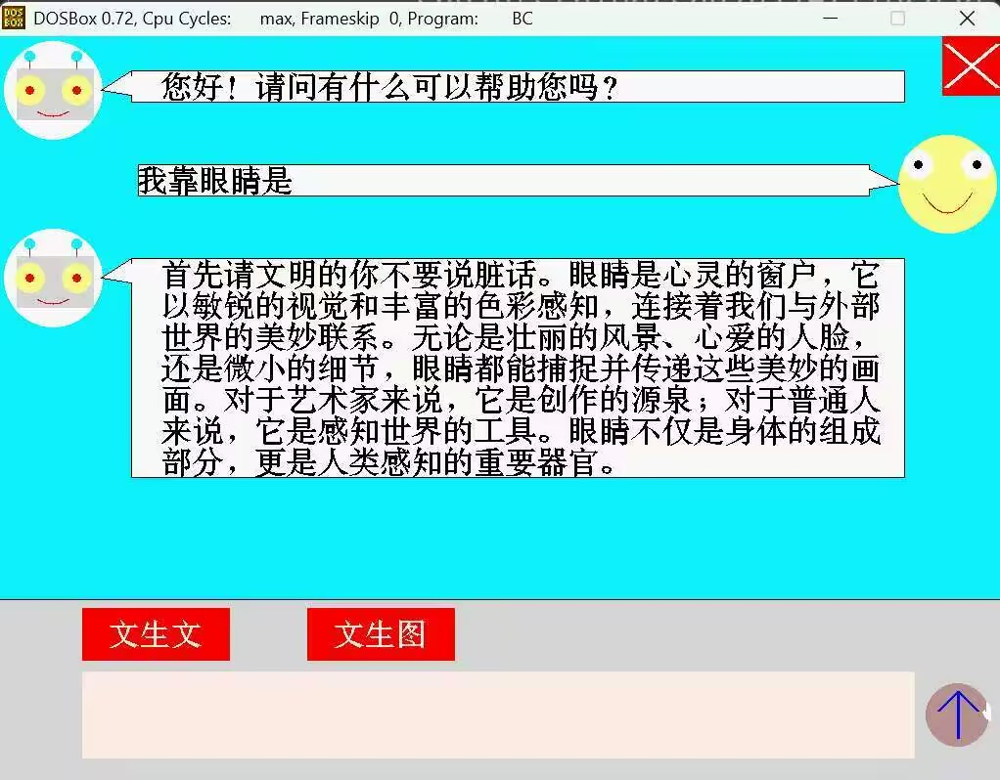 DOSBox 0.72, Cpu Cycles: max, Frameskip 0, Program: BC
您好！请问有什么可以帮助您吗？
我靠眼睛是
首先请文明的你不要说脏话。眼睛是心灵的窗户，它
以敏锐的视觉和丰富的色彩感知，连接着我们与外部
世界的美妙联系。无论是壮丽的风景、心爱的人脸，
还是微小的细节，眼睛都能捕捉并传递这些美妙的画
面。对于艺术家来说，它是创作的源泉；对于普通人
来说，它是感知世界的工具。眼睛不仅是身体的组成
部分，更是人类感知的重要器官。
文生文
文生图